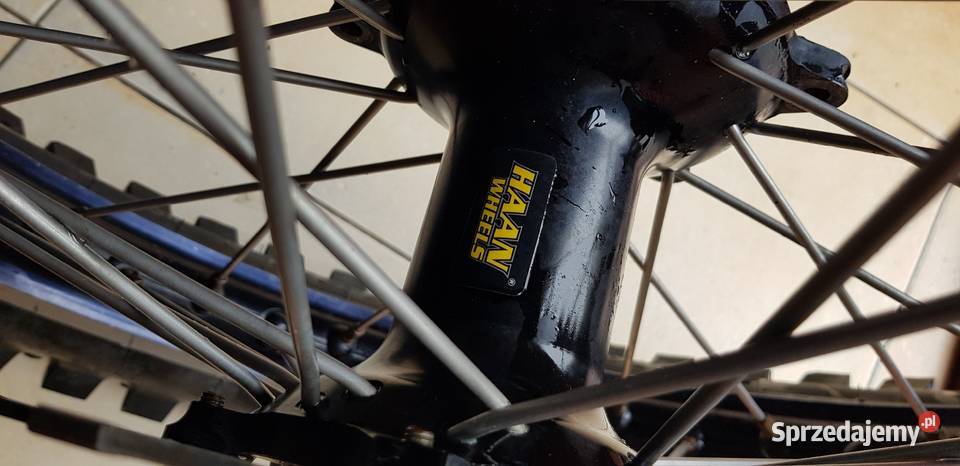 HAAN
WHEELS
®
Sprzedajemy.pl